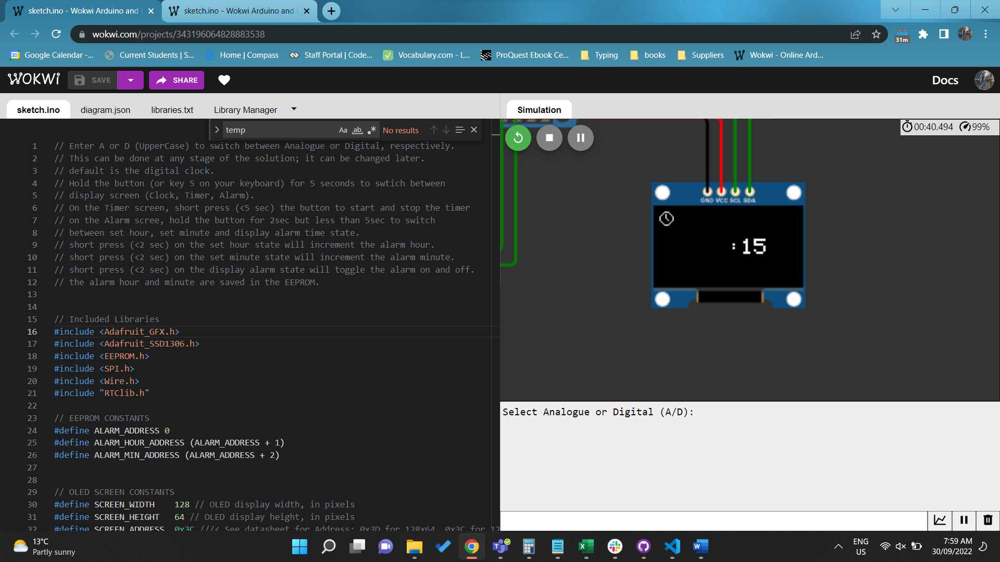 sketch.ino - Wokwi Arduino and
sketch.ino - Wokwi Arduino and
wokwi.com/projects/343196064828883538
31m
Google Calendar -...
Current Students | S...
Home | Compass
Staff Portal | Code...
Vocabulary.com - L...
ProQuest Ebook Ce...
Typing
books
Suppliers
Wokwi - Online Ard...
WOKWI
SAVE
SHARE
Docs
sketch.ino
diagram.json
libraries.txt
Library Manager
Simulation
temp
Aa
ab
No results
00:40.494
99%
1 // Enter A or D (UpperCase) to switch between Analogue or Digital, respectively.
2 // This can be done at any stage of the solution; it can be changed later.
3 // default is the digital clock.
4 // Hold the button (or key 5 on your keyboard) for 5 seconds to swtich between
5 // display screen (Clock, Timer, Alarm).
6 // On the Timer screen, short press (<5 sec) the button to start and stop the timer
7 // on the Alarm scree, hold the button for 2sec but less than 5sec to switch
8 // between set hour, set minute and display alarm time state.
9 // short press (<2 sec) on the set hour state will increment the alarm hour.
10 // short press (<2 sec) on the set minute state will increment the alarm minute.
11 // short press (<2 sec) on the display alarm state will toggle the alarm on and off.
12 // the alarm hour and minute are saved in the EEPROM.
13
14
15 // Included Libraries
16 #include <Adafruit_GFX.h>
17 #include <Adafruit_SSD1306.h>
18 #include <EEPROM.h>
19 #include <SPI.h>
20 #include <Wire.h>
21 #include "RTClib.h"
22
23 // EEPROM CONSTANTS
24 #define ALARM_ADDRESS 0
25 #define ALARM_HOUR_ADDRESS (ALARM_ADDRESS + 1)
26 #define ALARM_MIN_ADDRESS (ALARM_ADDRESS + 2)
27
28
29 // OLED SCREEN CONSTANTS
30 #define SCREEN_WIDTH    128 // OLED display width, in pixels
31 #define SCREEN_HEIGHT   64 // OLED display height, in pixels
32 #define SCREEN_ADDRESS  0x3C ///< See datasheet for Address; 0x3D for 128x64, 0x3C for 12
GND VCC SCL SDA
:15
Select Analogue or Digital (A/D):
30
13°C
Partly sunny
ENG
US
7:59 AM
30/09/2022